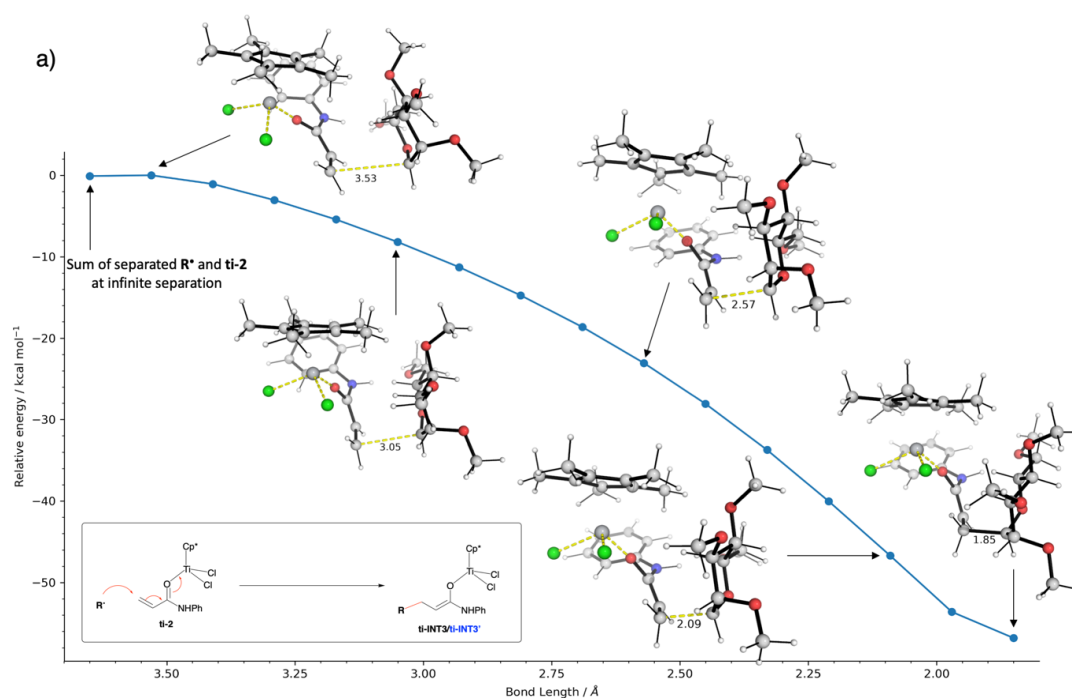 a)
Relative energy / kcal mol⁻¹
0
−10
−20
−30
−40
−50
3.53
2.57
3.05
2.09
1.85
Sum of separated R• and ti-2
at infinite separation
Cp*
Ti
Cl
Cl
O
R•
NHPh
ti-2
Cp*
Ti
Cl
Cl
O
R
NHPh
ti-INT3/ti-INT3'
3.50
3.25
3.00
2.75
2.50
2.25
2.00
Bond Length / Å